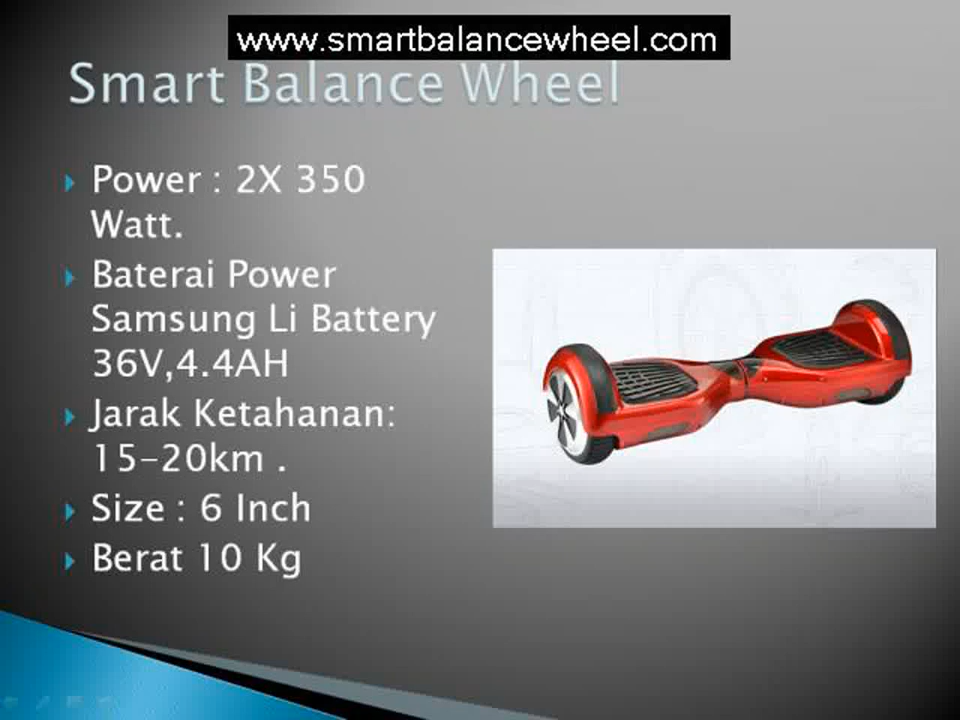 www.smartbalancewheel.com
Smart Balance Wheel
Power : 2X 350
Watt.
Baterai Power
Samsung Li Battery
36V,4.4AH
Jarak Ketahanan:
15-20km .
Size : 6 Inch
Berat 10 Kg